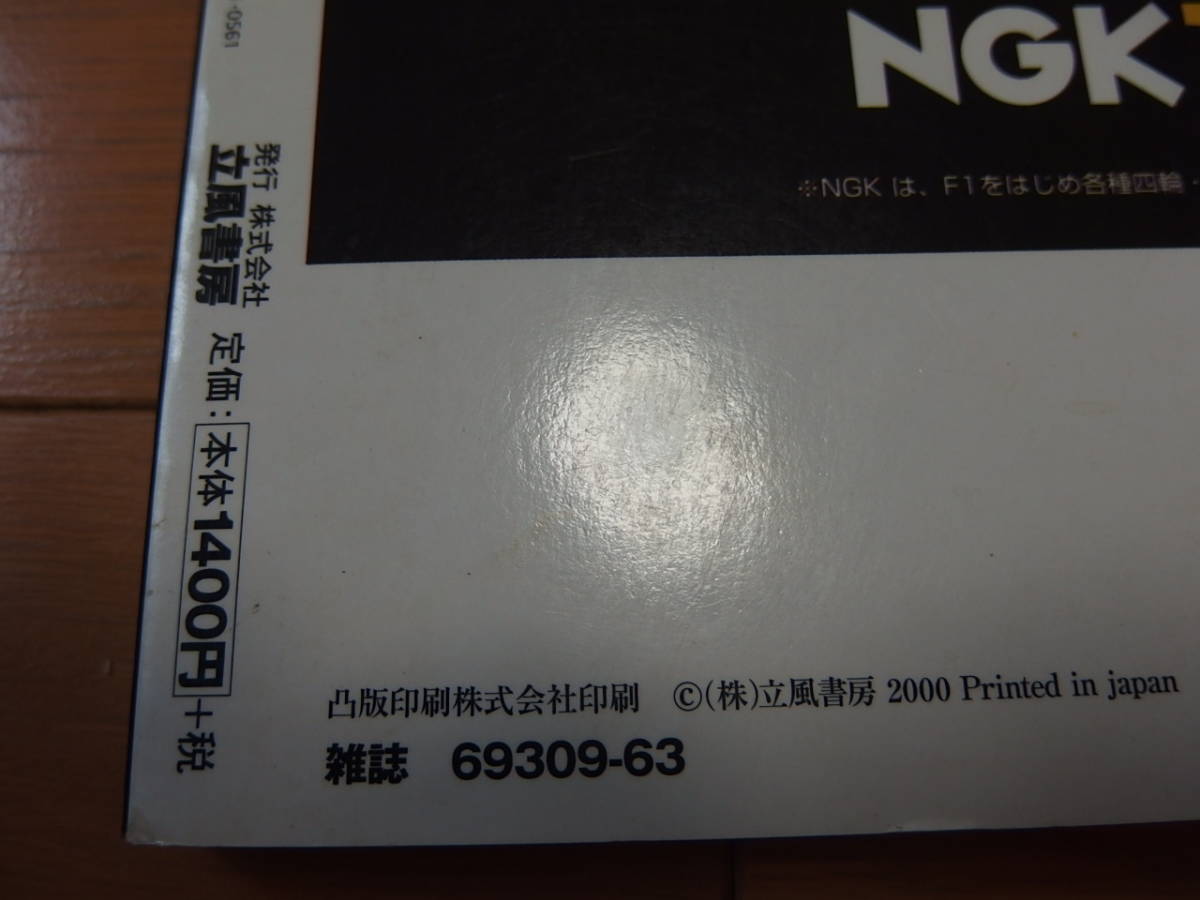 NGK
※NGK は、F1をはじめ各種四輪
-0561
発行 株式会社
立風書房 定価:本体1400円+税
凸版印刷株式会社印刷 ©(株)立風書房 2000 Printed in japan
雑誌 69309-63